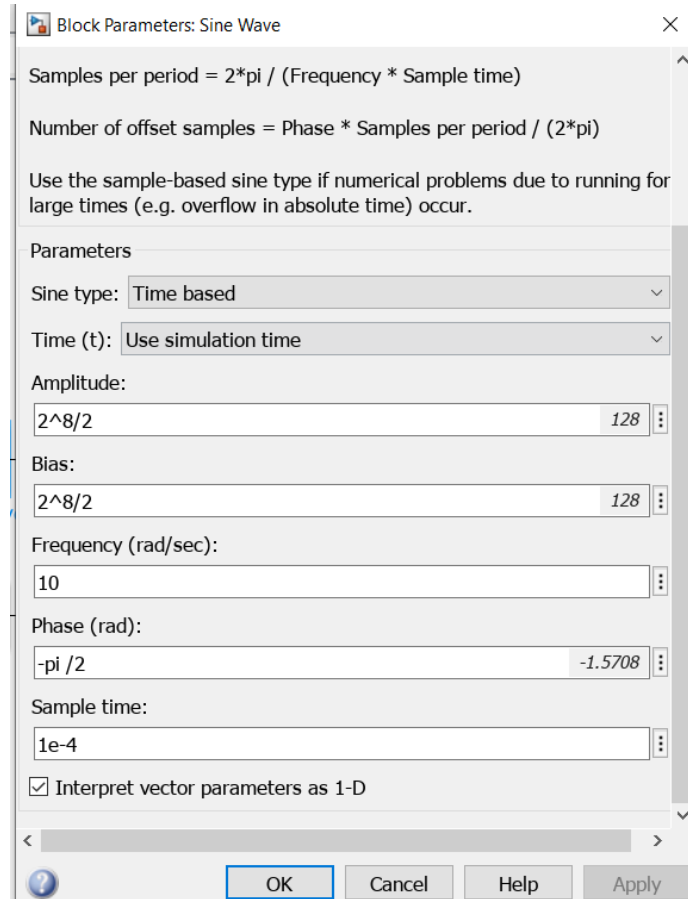 Block Parameters: Sine Wave
Samples per period = 2*pi / (Frequency * Sample time)
Number of offset samples = Phase * Samples per period / (2*pi)
Use the sample-based sine type if numerical problems due to running for
large times (e.g. overflow in absolute time) occur.
Parameters
Sine type: Time based
Time (t): Use simulation time
Amplitude:
2^8/2 128
Bias:
2^8/2 128
Frequency (rad/sec):
10
Phase (rad):
-pi /2 -1.5708
Sample time:
1e-4
Interpret vector parameters as 1-D
OK Cancel Help Apply